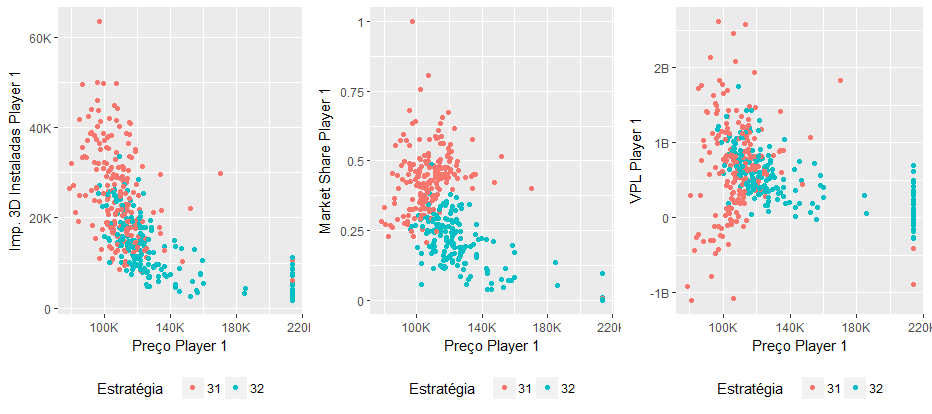 Imp. 3D Instaladas Player 1
60K
40K
20K
0
100K 140K 180K 220K
Preço Player 1
Estratégia 31 32
Market Share Player 1
1
0.75
0.5
0.25
0
100K 140K 180K 220K
Preço Player 1
Estratégia 31 32
VPL Player 1
2B
1B
0
-1B
100K 140K 180K 220K
Preço Player 1
Estratégia 31 32